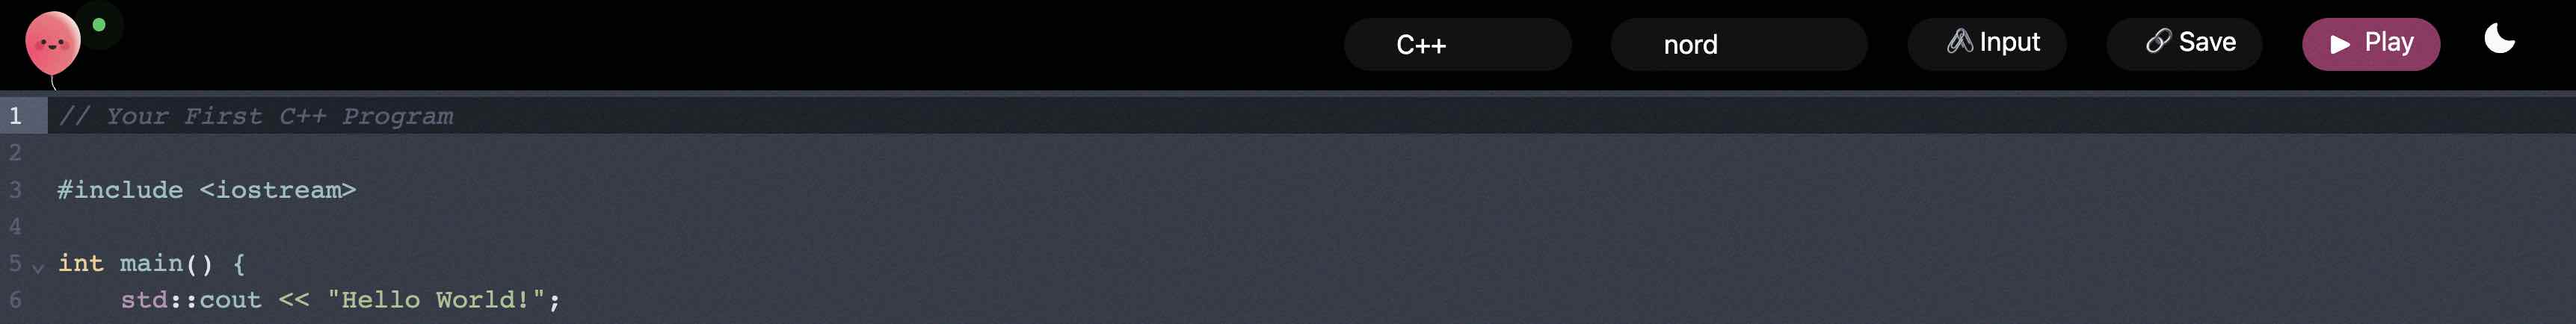 C++ nord Input Save Play
1 // Your First C++ Program
2
3 #include <iostream>
4
5 int main() {
6     std::cout << "Hello World!";